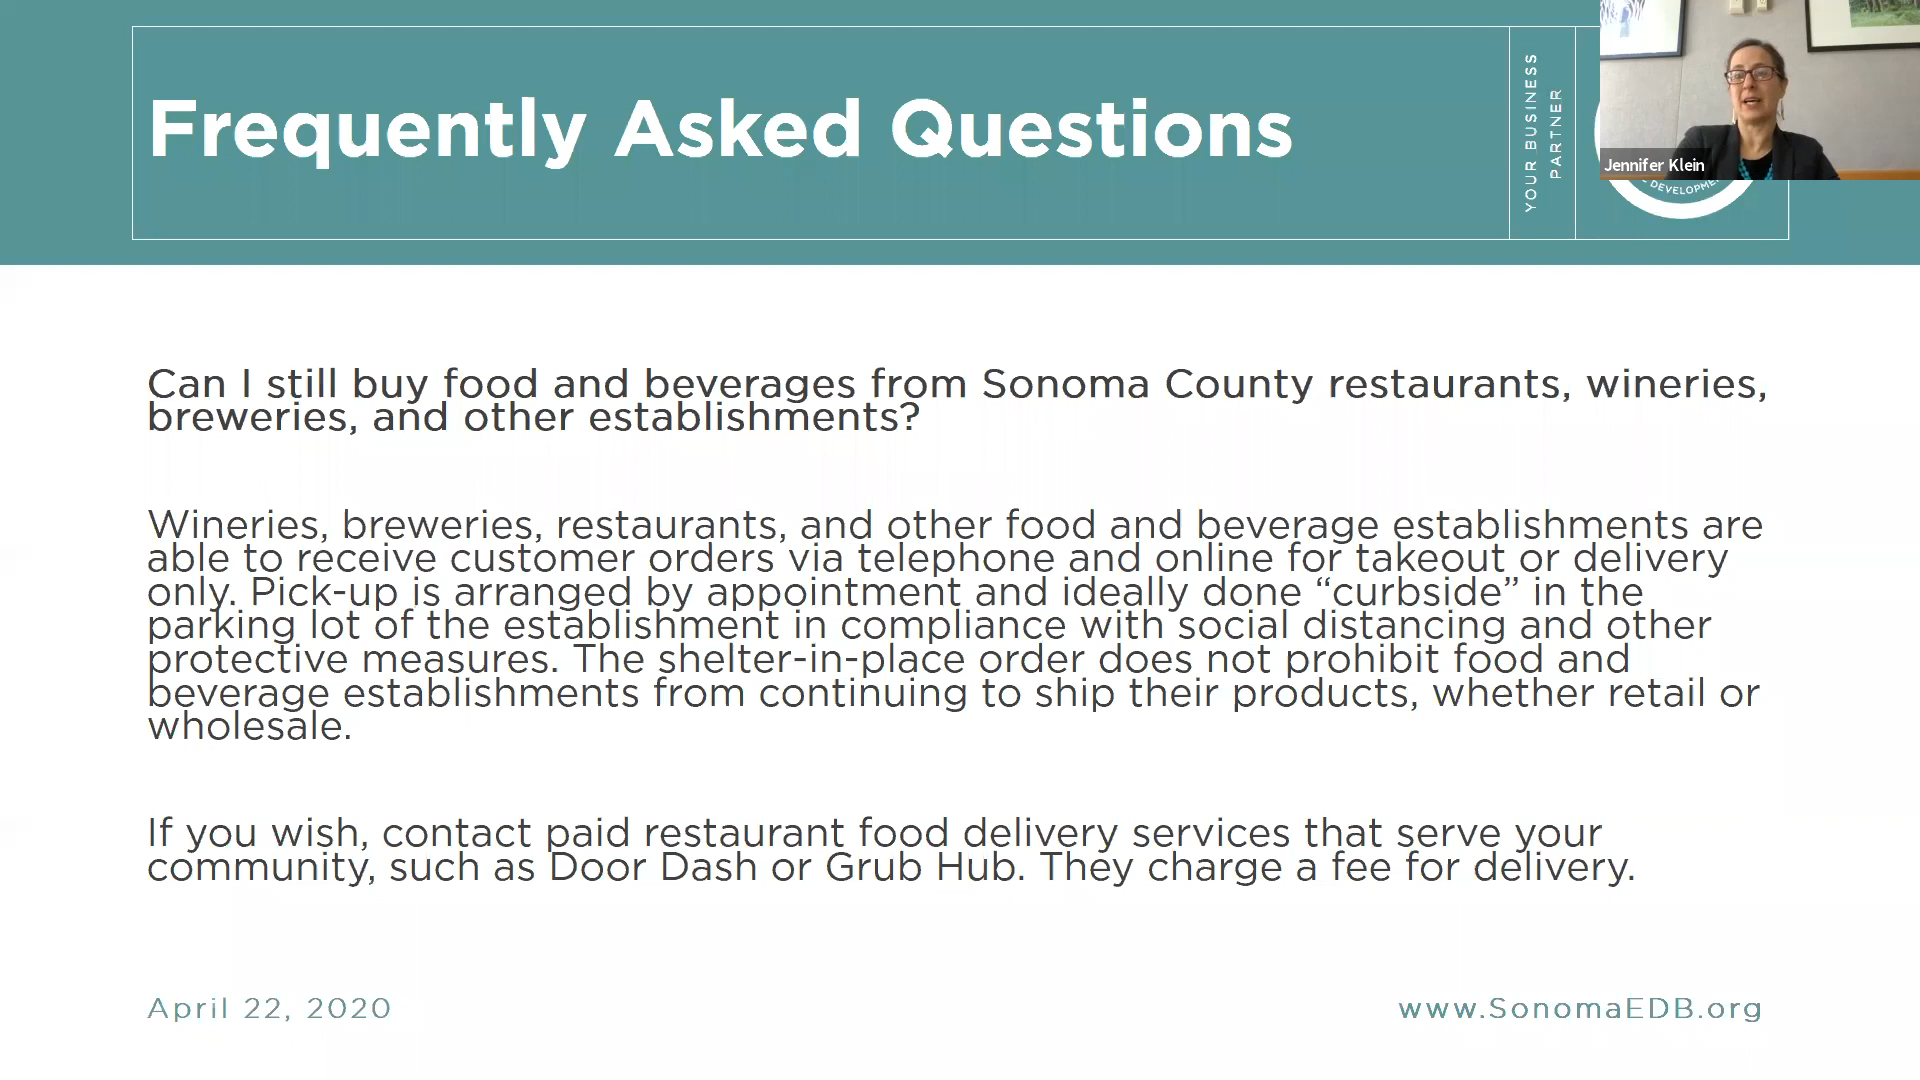 Frequently Asked Questions
YOUR BUSINESS
PARTNER
Jennifer Klein
Can I still buy food and beverages from Sonoma County restaurants, wineries,
breweries, and other establishments?
Wineries, breweries, restaurants, and other food and beverage establishments are
able to receive customer orders via telephone and online for takeout or delivery
only. Pick-up is arranged by appointment and ideally done “curbside” in the
parking lot of the establishment in compliance with social distancing and other
protective measures. The shelter-in-place order does not prohibit food and
beverage establishments from continuing to ship their products, whether retail or
wholesale.
If you wish, contact paid restaurant food delivery services that serve your
community, such as Door Dash or Grub Hub. They charge a fee for delivery.
April 22, 2020
www.SonomaEDB.org